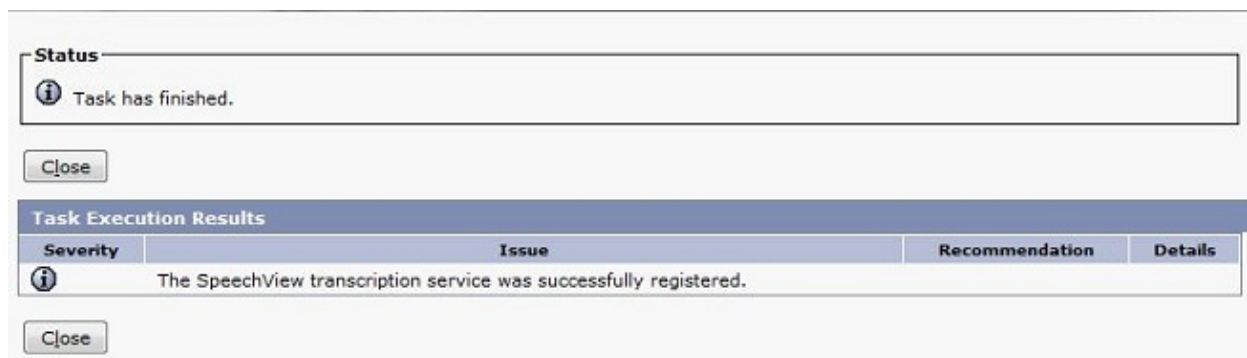 Status
Task has finished.
Close
Task Execution Results
Severity Issue Recommendation Details
The SpeechView transcription service was successfully registered.
Close